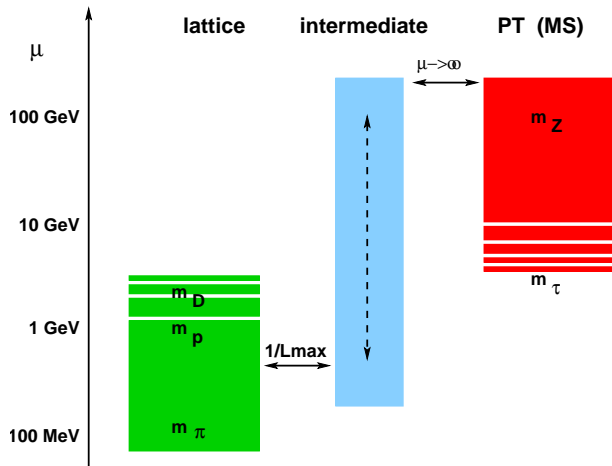 lattice intermediate PT (MS)
μ
μ−>∞
100 GeV
m Z
10 GeV
m D
m τ
1 GeV
m p
1/Lmax
100 MeV
m π